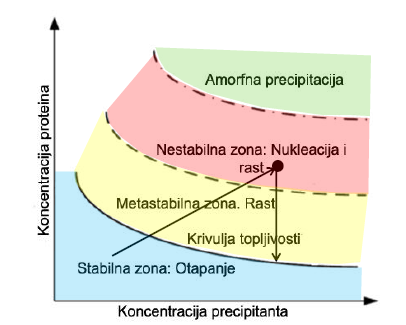 Koncentracija proteina
Amorfna precipitacija
Nestabilna zona: Nukleacija i
rast
Metastabilna zona. Rast
Krivulja topljivosti
Stabilna zona: Otapanje
Koncentracija precipitanta